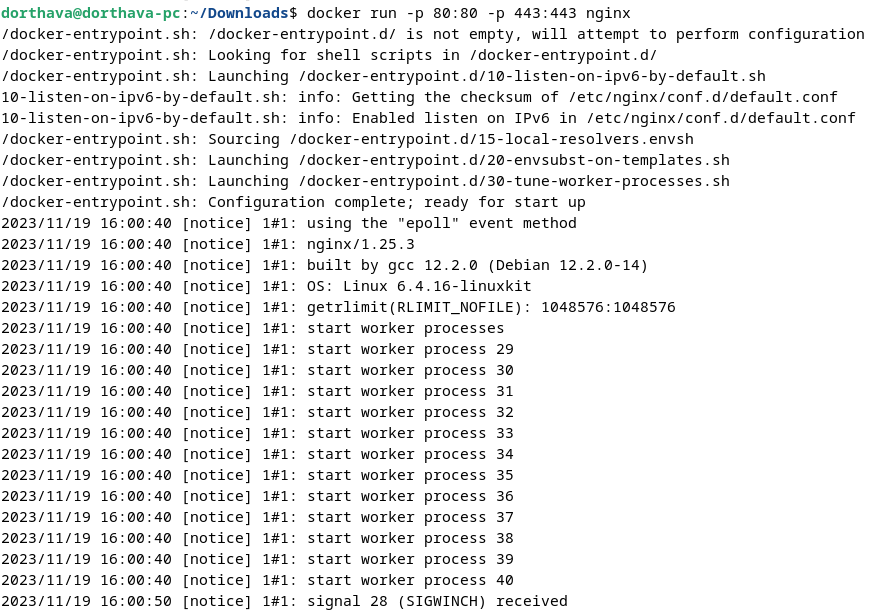 dorthava@dorthava-pc:~/Downloads$ docker run -p 80:80 -p 443:443 nginx
/docker-entrypoint.sh: /docker-entrypoint.d/ is not empty, will attempt to perform configuration
/docker-entrypoint.sh: Looking for shell scripts in /docker-entrypoint.d/
/docker-entrypoint.sh: Launching /docker-entrypoint.d/10-listen-on-ipv6-by-default.sh
10-listen-on-ipv6-by-default.sh: info: Getting the checksum of /etc/nginx/conf.d/default.conf
10-listen-on-ipv6-by-default.sh: info: Enabled listen on IPv6 in /etc/nginx/conf.d/default.conf
/docker-entrypoint.sh: Sourcing /docker-entrypoint.d/15-local-resolvers.envsh
/docker-entrypoint.sh: Launching /docker-entrypoint.d/20-envsubst-on-templates.sh
/docker-entrypoint.sh: Launching /docker-entrypoint.d/30-tune-worker-processes.sh
/docker-entrypoint.sh: Configuration complete; ready for start up
2023/11/19 16:00:40 [notice] 1#1: using the "epoll" event method
2023/11/19 16:00:40 [notice] 1#1: nginx/1.25.3
2023/11/19 16:00:40 [notice] 1#1: built by gcc 12.2.0 (Debian 12.2.0-14)
2023/11/19 16:00:40 [notice] 1#1: OS: Linux 6.4.16-linuxkit
2023/11/19 16:00:40 [notice] 1#1: getrlimit(RLIMIT_NOFILE): 1048576:1048576
2023/11/19 16:00:40 [notice] 1#1: start worker processes
2023/11/19 16:00:40 [notice] 1#1: start worker process 29
2023/11/19 16:00:40 [notice] 1#1: start worker process 30
2023/11/19 16:00:40 [notice] 1#1: start worker process 31
2023/11/19 16:00:40 [notice] 1#1: start worker process 32
2023/11/19 16:00:40 [notice] 1#1: start worker process 33
2023/11/19 16:00:40 [notice] 1#1: start worker process 34
2023/11/19 16:00:40 [notice] 1#1: start worker process 35
2023/11/19 16:00:40 [notice] 1#1: start worker process 36
2023/11/19 16:00:40 [notice] 1#1: start worker process 37
2023/11/19 16:00:40 [notice] 1#1: start worker process 38
2023/11/19 16:00:40 [notice] 1#1: start worker process 39
2023/11/19 16:00:40 [notice] 1#1: start worker process 40
2023/11/19 16:00:50 [notice] 1#1: signal 28 (SIGWINCH) received